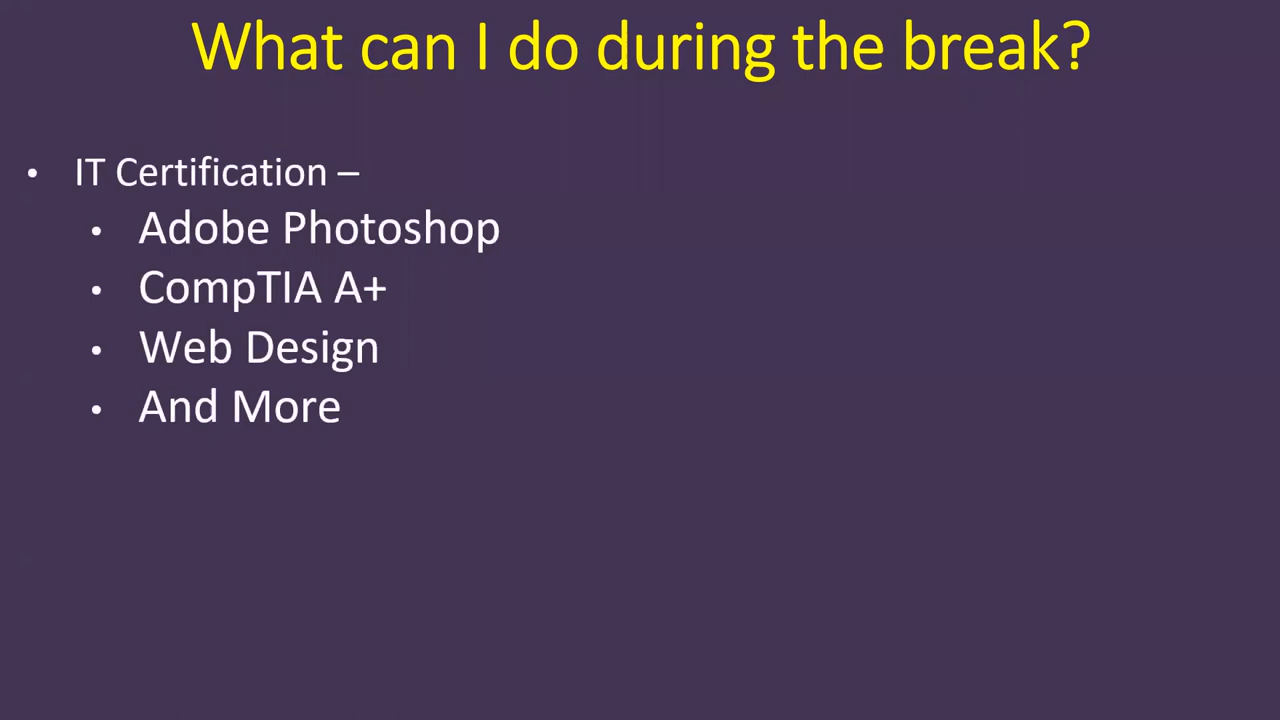 What can I do during the break?
• IT Certification –
• Adobe Photoshop
• CompTIA A+
• Web Design
• And More